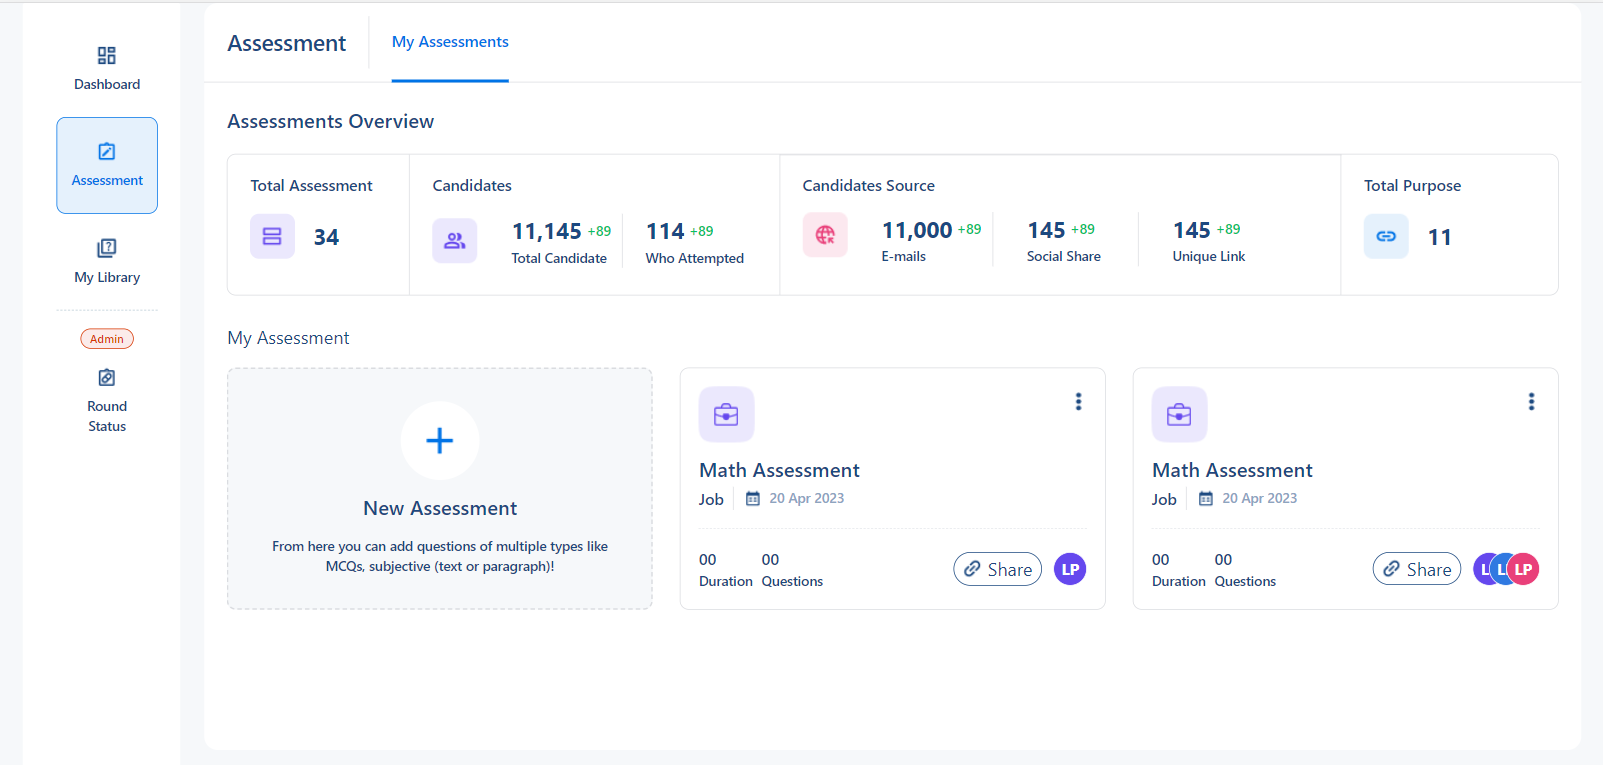 Dashboard
Assessment
My Library
Admin
Round
Status
Assessment
My Assessments
Assessments Overview
Total Assessment
34
Candidates
11,145 +89
Total Candidate
114 +89
Who Attempted
Candidates Source
11,000 +89
E-mails
145 +89
Social Share
145 +89
Unique Link
Total Purpose
11
My Assessment
New Assessment
From here you can add questions of multiple types like
MCQs, subjective (text or paragraph)!
Math Assessment
Job 20 Apr 2023
00 00
Duration Questions
Share LP
Math Assessment
Job 20 Apr 2023
00 00
Duration Questions
Share L L LP